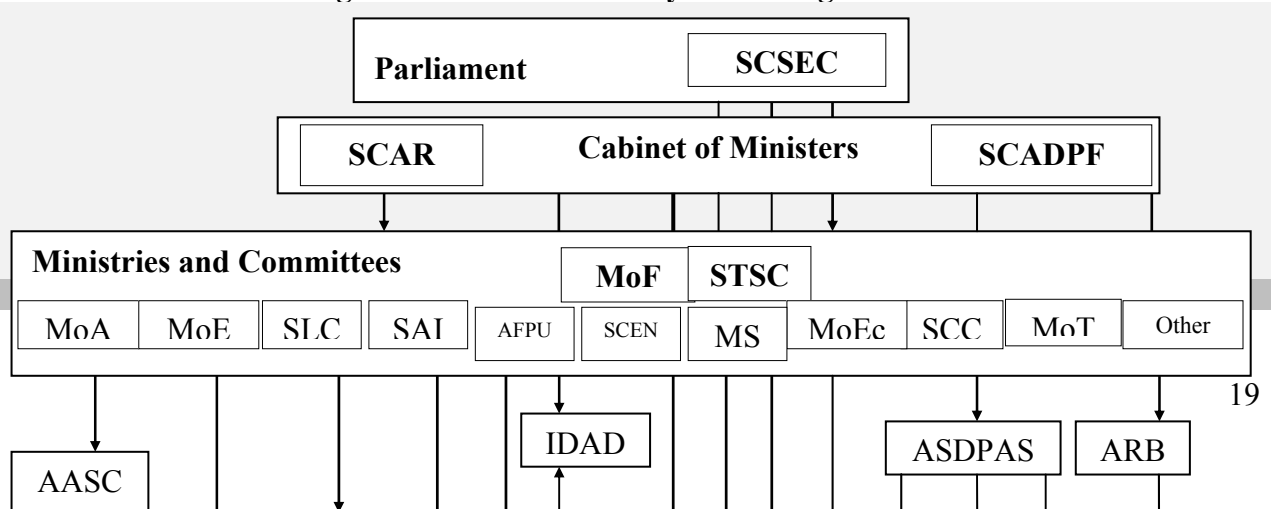 Parliament
SCSEC
SCAR
Cabinet of Ministers
SCADPF
Ministries and Committees
MoF
STSC
MoA
MoE
SLC
SAI
AFPU
SCEN
MS
MoEc
SCC
MoT
Other
19
IDAD
ASDPAS
ARB
AASC